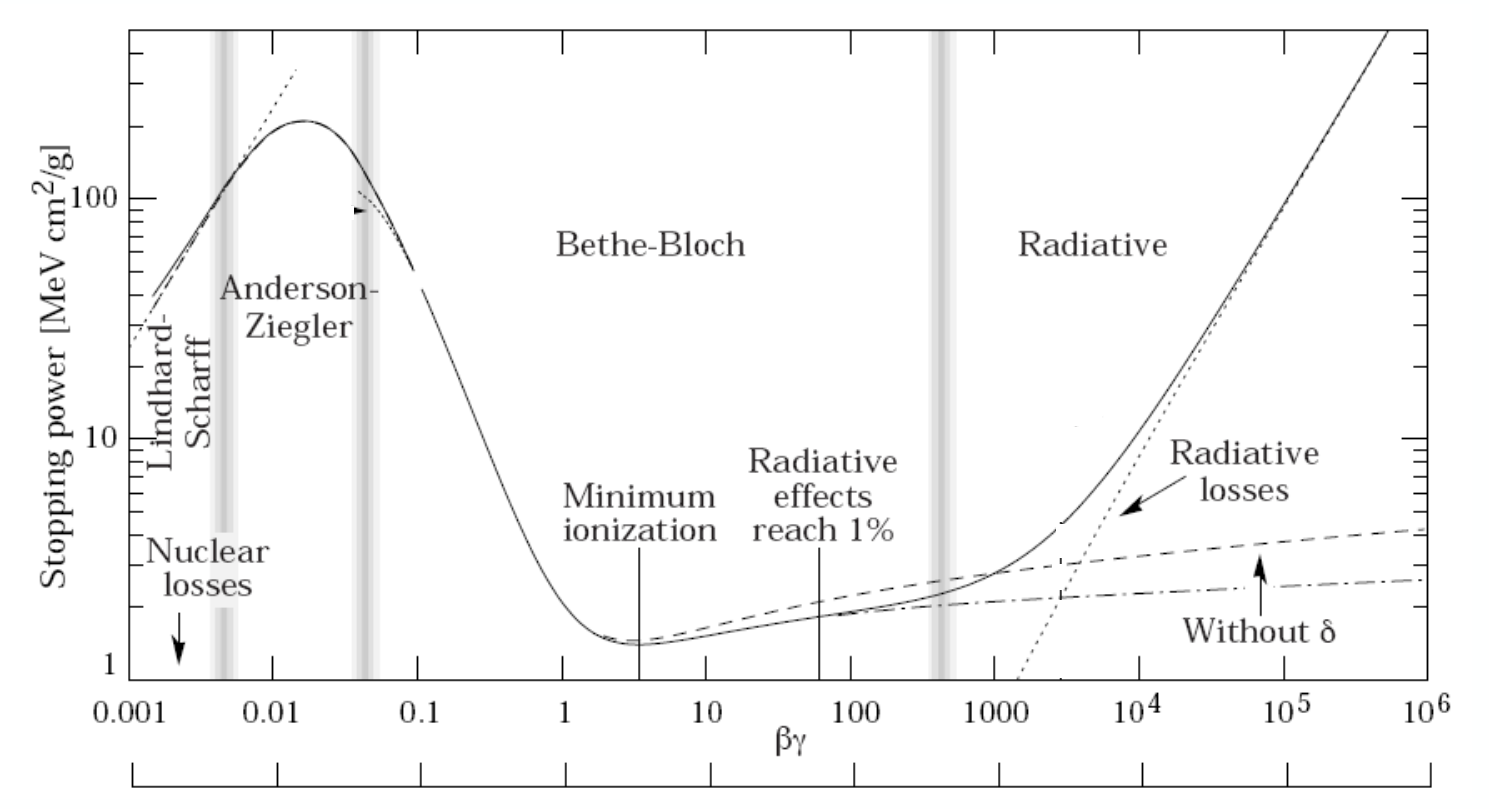 Stopping power [MeV cm²/g]
100
10
1
Lindhard-
Scharff
Anderson-
Ziegler
Bethe-Bloch
Radiative
Nuclear
losses
Minimum
ionization
Radiative
effects
reach 1%
Radiative
losses
Without δ
0.001 0.01 0.1 1 10 100 1000 10⁴ 10⁵ 10⁶
βγ